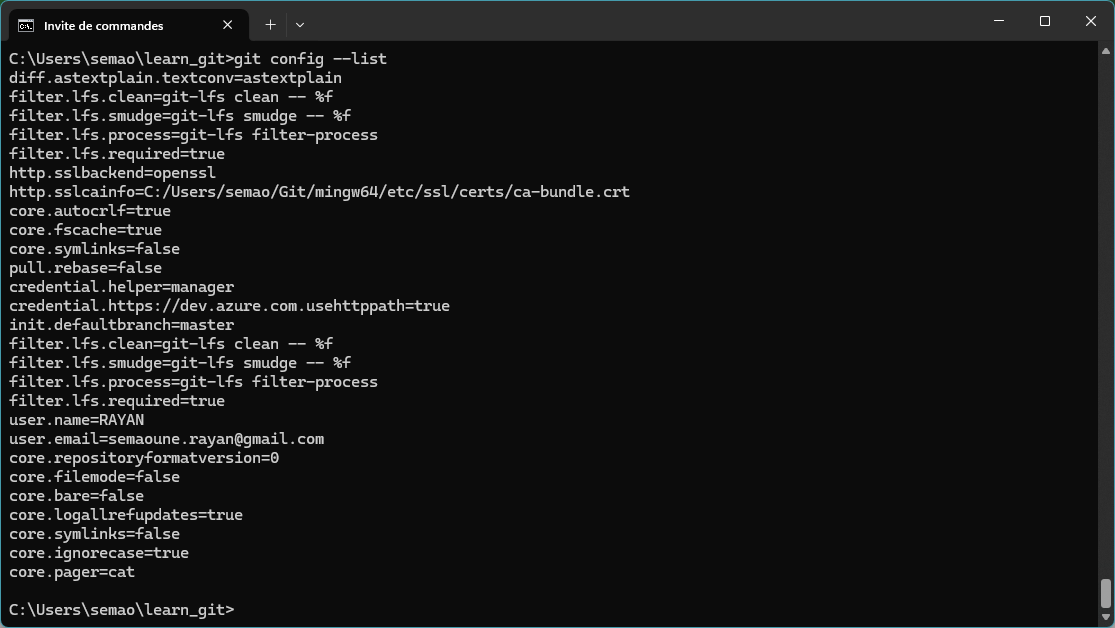 Invite de commandes
C:\Users\semao\learn_git>git config --list
diff.astextplain.textconv=astextplain
filter.lfs.clean=git-lfs clean -- %f
filter.lfs.smudge=git-lfs smudge -- %f
filter.lfs.process=git-lfs filter-process
filter.lfs.required=true
http.sslbackend=openssl
http.sslcainfo=C:/Users/semao/Git/mingw64/etc/ssl/certs/ca-bundle.crt
core.autocrlf=true
core.fscache=true
core.symlinks=false
pull.rebase=false
credential.helper=manager
credential.https://dev.azure.com.usehttppath=true
init.defaultbranch=master
filter.lfs.clean=git-lfs clean -- %f
filter.lfs.smudge=git-lfs smudge -- %f
filter.lfs.process=git-lfs filter-process
filter.lfs.required=true
user.name=RAYAN
user.email=semaoune.rayan@gmail.com
core.repositoryformatversion=0
core.filemode=false
core.bare=false
core.logallrefupdates=true
core.symlinks=false
core.ignorecase=true
core.pager=cat
C:\Users\semao\learn_git>